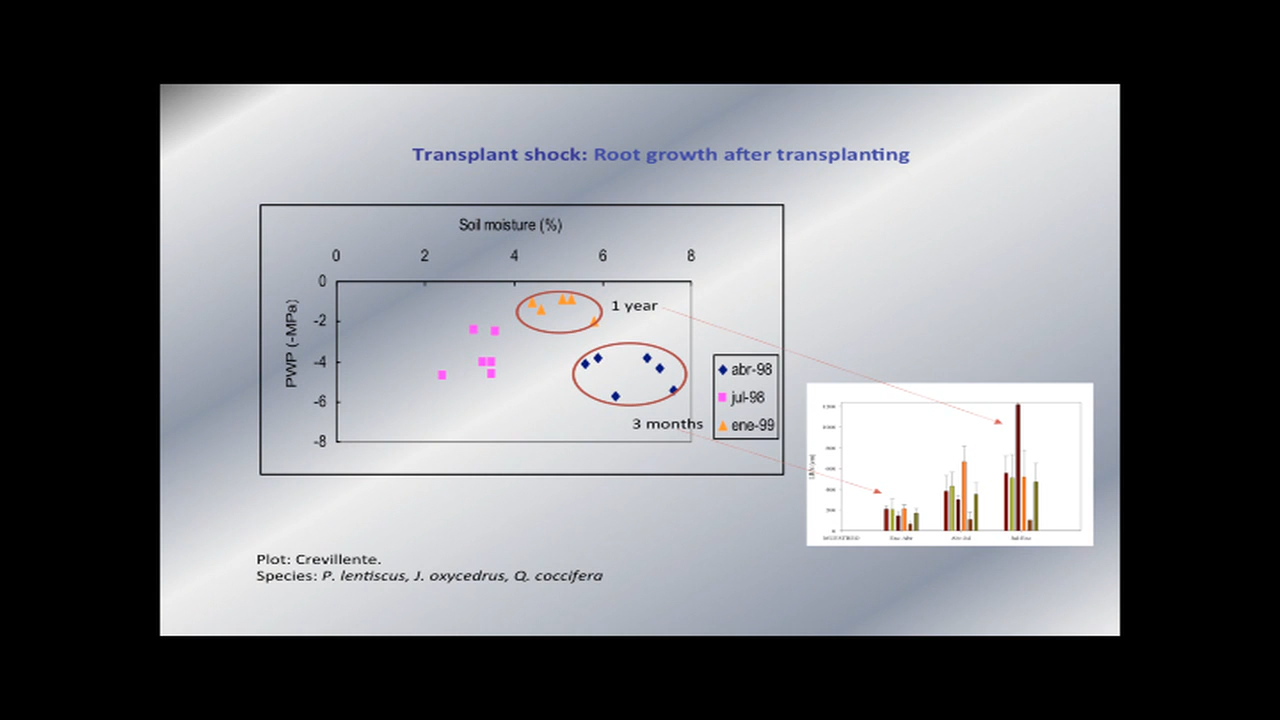 Transplant shock: Root growth after transplanting
Soil moisture (%)
0 2 4 6 8
0
-2
-4
-6
-8
PWP (-MPa)
1 year
3 months
abr-98
jul-98
ene-99
Plot: Crevillente.
Species: P. lentiscus, J. oxycedrus, Q. coccifera